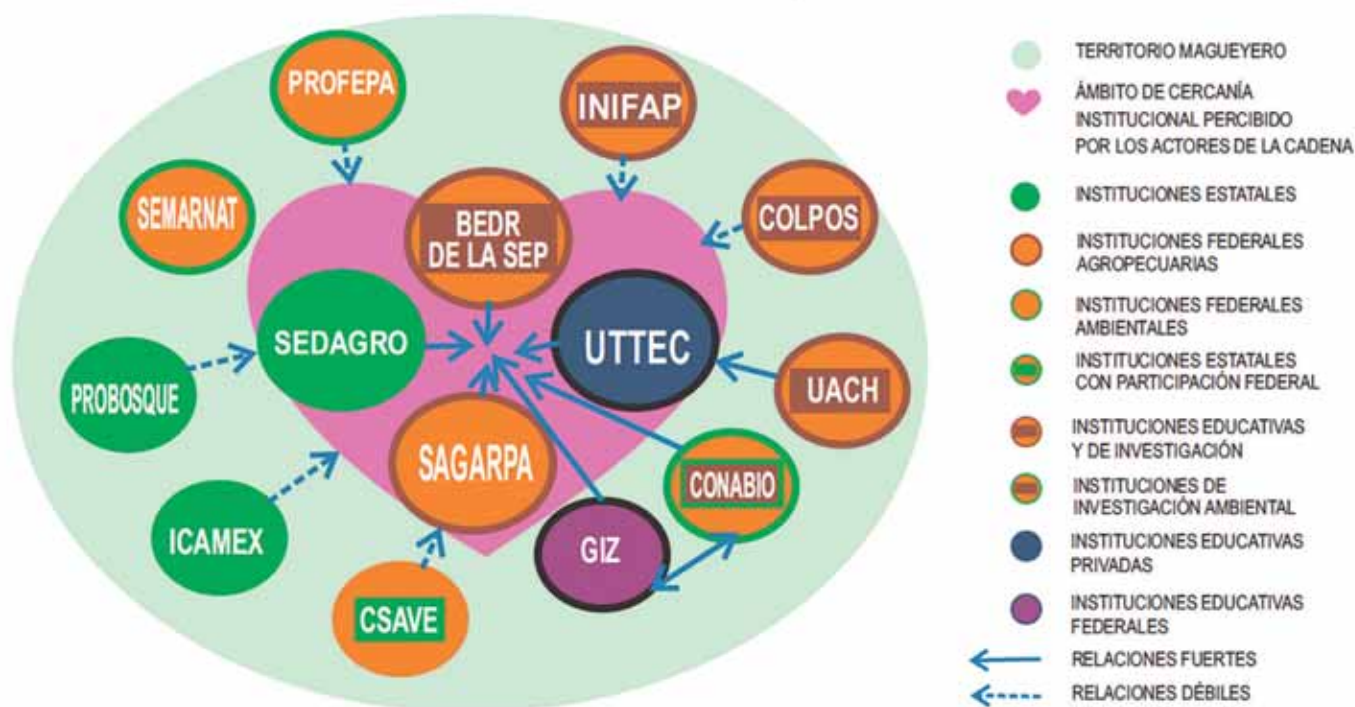 PROFEPA
INIFAP
SEMARNAT
BEDR
DE LA SEP
COLPOS
SEDAGRO
UTTEC
PROBOSQUE
UACH
SAGARPA
CONABIO
ICAMEX
GIZ
CSAVE
TERRITORIO MAGUEYERO
ÁMBITO DE CERCANÍA
INSTITUCIONAL PERCIBIDO
POR LOS ACTORES DE LA CADENA
INSTITUCIONES ESTATALES
INSTITUCIONES FEDERALES
AGROPECUARIAS
INSTITUCIONES FEDERALES
AMBIENTALES
INSTITUCIONES ESTATALES
CON PARTICIPACIÓN FEDERAL
INSTITUCIONES EDUCATIVAS
Y DE INVESTIGACIÓN
INSTITUCIONES DE
INVESTIGACIÓN AMBIENTAL
INSTITUCIONES EDUCATIVAS
PRIVADAS
INSTITUCIONES EDUCATIVAS
FEDERALES
RELACIONES FUERTES
RELACIONES DÉBILES